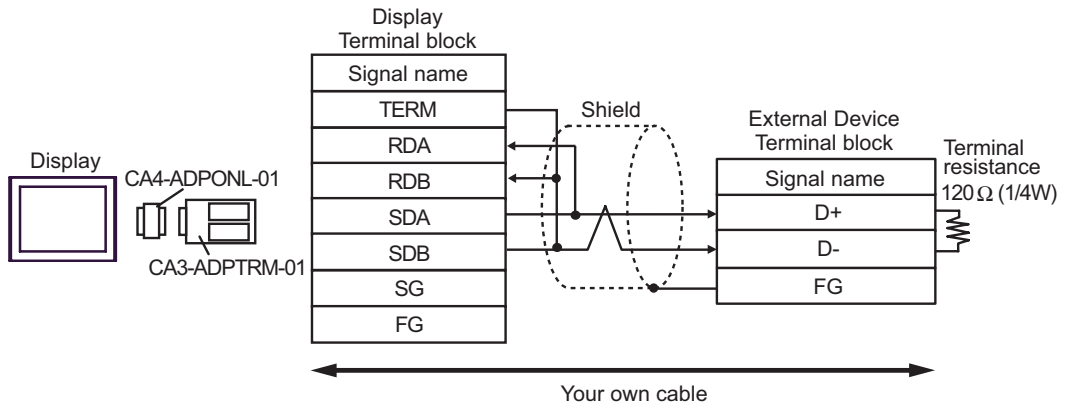 Display
CA4-ADPONL-01
CA3-ADPTRM-01
Display
Terminal block
Signal name
TERM
RDA
RDB
SDA
SDB
SG
FG
Shield
External Device
Terminal block
Signal name
D+
D-
FG
Terminal
resistance
120Ω (1/4W)
Your own cable